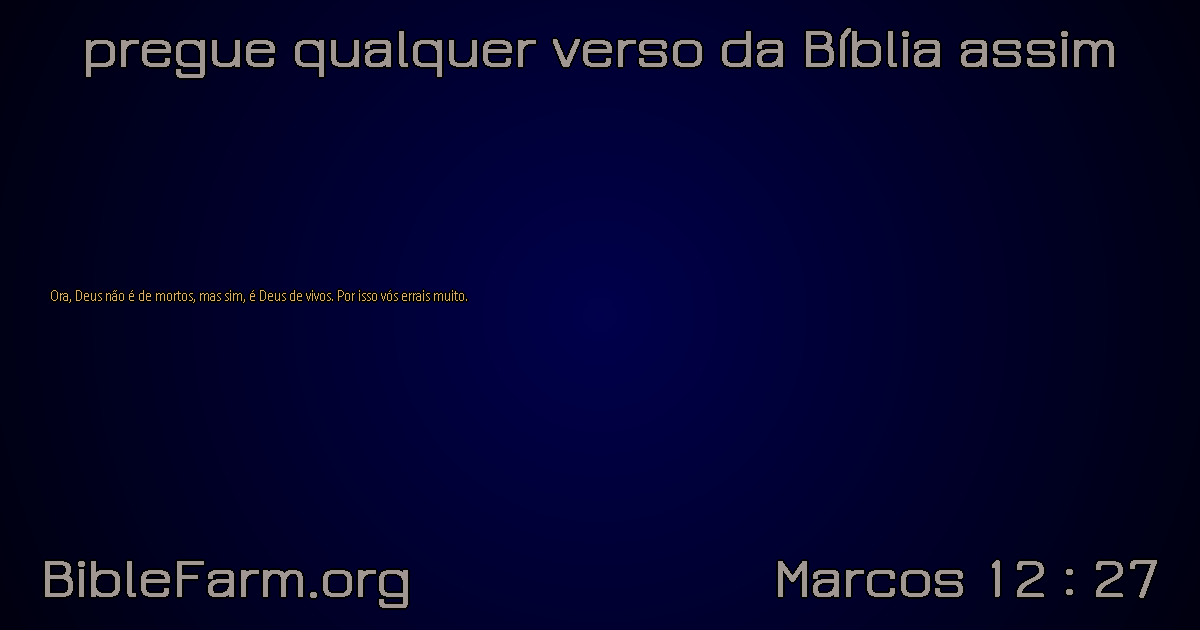 pregue qualquer verso da Bíblia assim
Ora, Deus não é de mortos, mas sim, é Deus de vivos. Por isso vós errais muito.
BibleFarm.org
Marcos 12 : 27